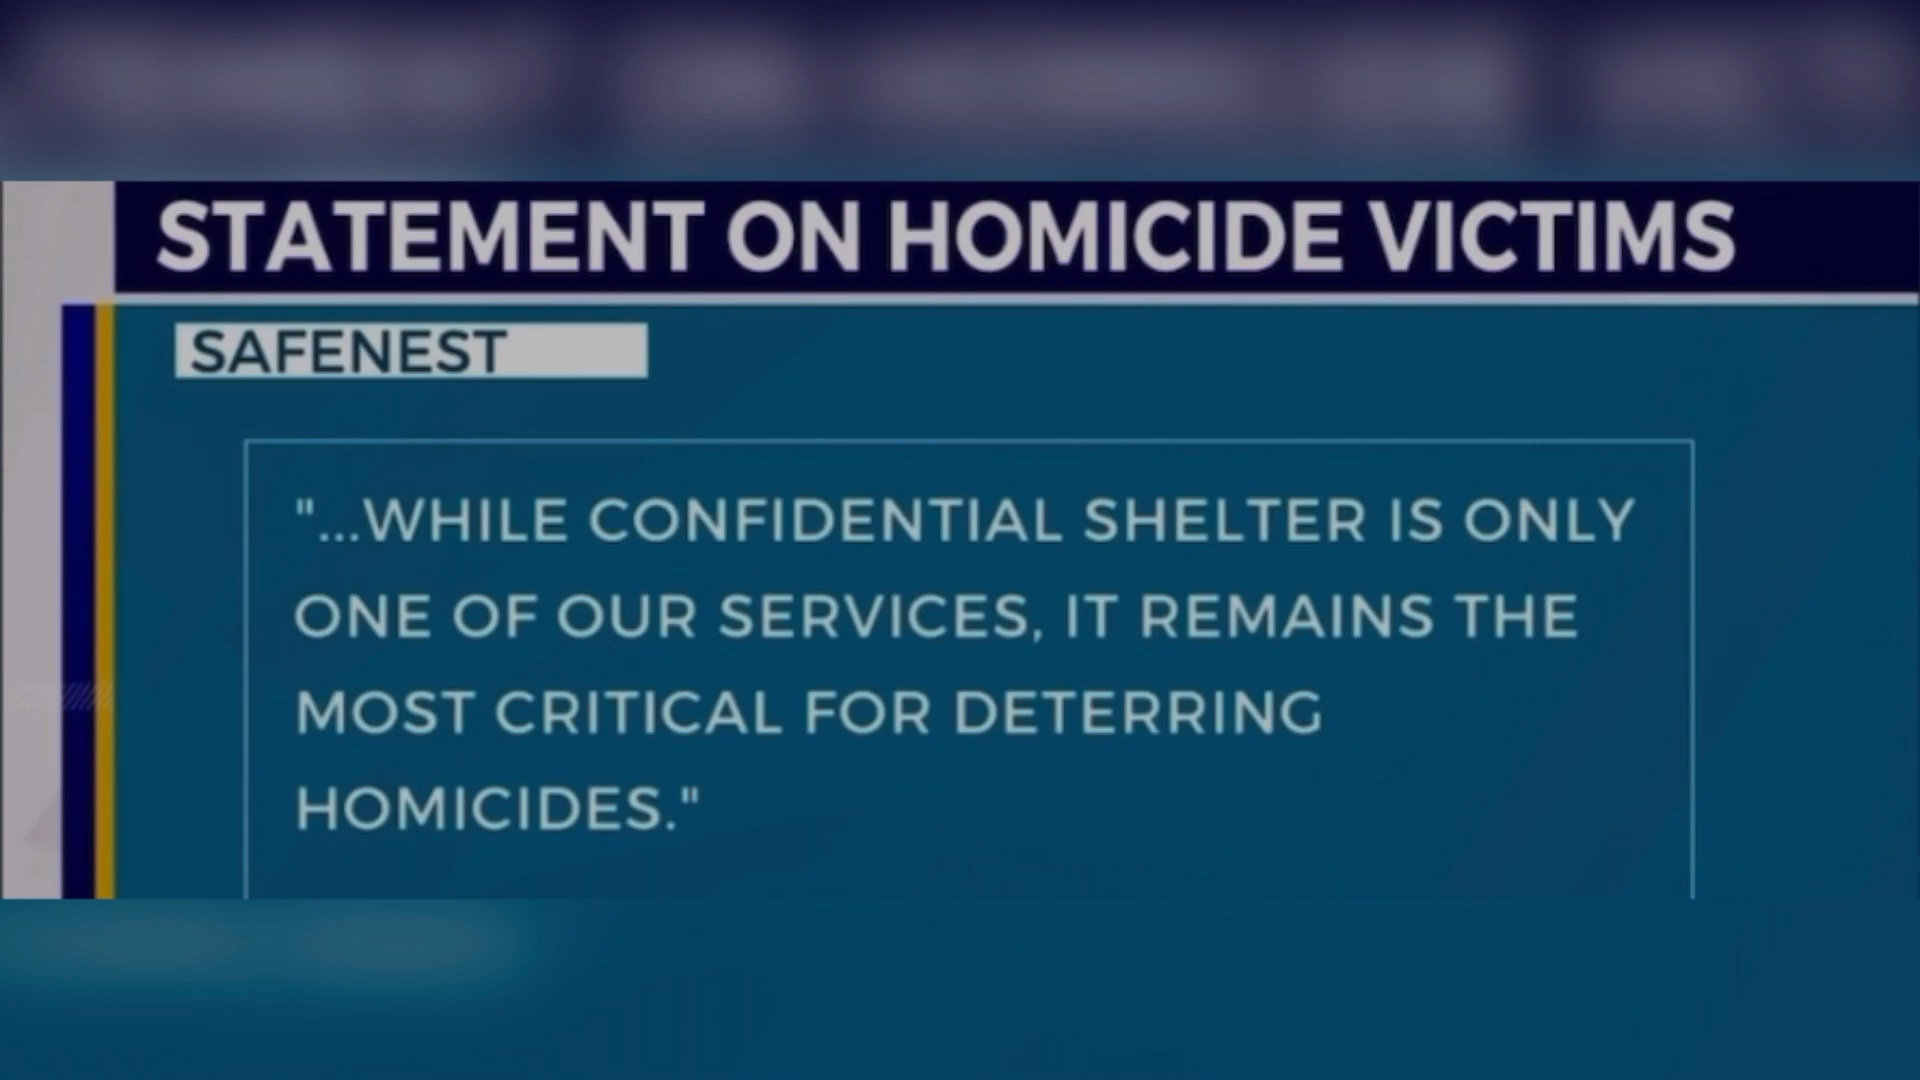 STATEMENT ON HOMICIDE VICTIMS
SAFENEST
"...WHILE CONFIDENTIAL SHELTER IS ONLY
ONE OF OUR SERVICES, IT REMAINS THE
MOST CRITICAL FOR DETERRING
HOMICIDES."